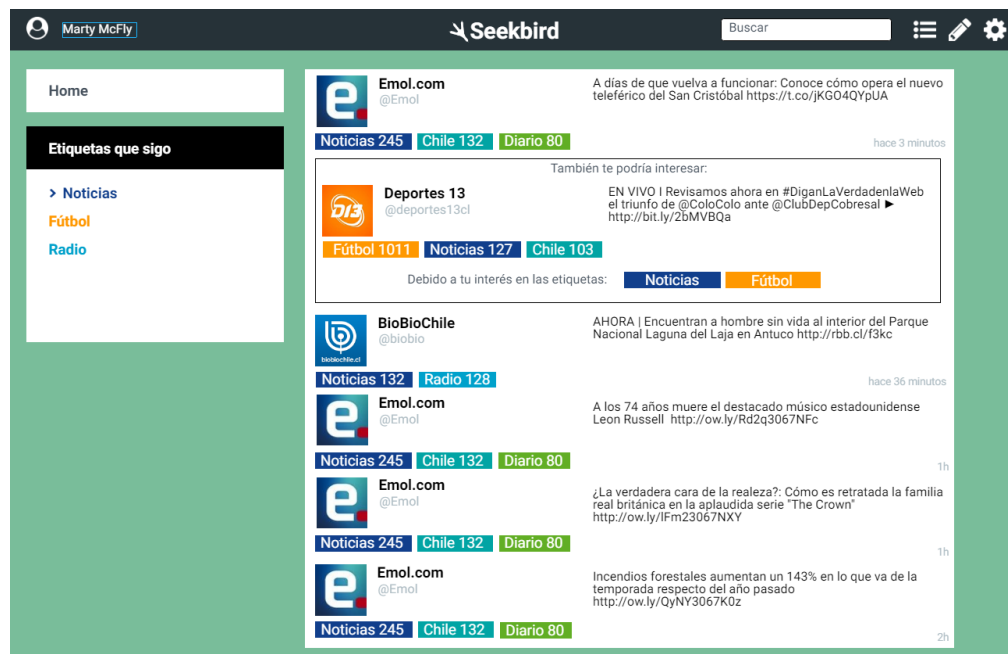 Marty McFly
Seekbird
Buscar
Home
Etiquetas que sigo
> Noticias
Fútbol
Radio
Emol.com
@Emol
A días de que vuelva a funcionar: Conoce cómo opera el nuevo
teleférico del San Cristóbal https://t.co/jKGO4QYpUA
Noticias 245 Chile 132 Diario 80
hace 3 minutos
También te podría interesar:
D13
Deportes 13
@deportes13cl
EN VIVO I Revisamos ahora en #DiganLaVerdadenlaWeb
el triunfo de @ColoColo ante @ClubDepCobresal ►
http://bit.ly/2bMVBQa
Fútbol 1011 Noticias 127 Chile 103
Debido a tu interés en las etiquetas: Noticias Fútbol
biobiochile.cl
BioBioChile
@biobio
AHORA | Encuentran a hombre sin vida al interior del Parque
Nacional Laguna del Laja en Antuco http://rbb.cl/f3kc
Noticias 132 Radio 128
hace 36 minutos
e.
Emol.com
@Emol
A los 74 años muere el destacado músico estadounidense
Leon Russell http://ow.ly/Rd2q3067NFc
Noticias 245 Chile 132 Diario 80
1h
e.
Emol.com
@Emol
¿La verdadera cara de la realeza?: Cómo es retratada la familia
real británica en la aplaudida serie "The Crown"
http://ow.ly/lFm23067NXY
Noticias 245 Chile 132 Diario 80
1h
e.
Emol.com
@Emol
Incendios forestales aumentan un 143% en lo que va de la
temporada respecto del año pasado
http://ow.ly/QyNY3067K0z
Noticias 245 Chile 132 Diario 80
2h